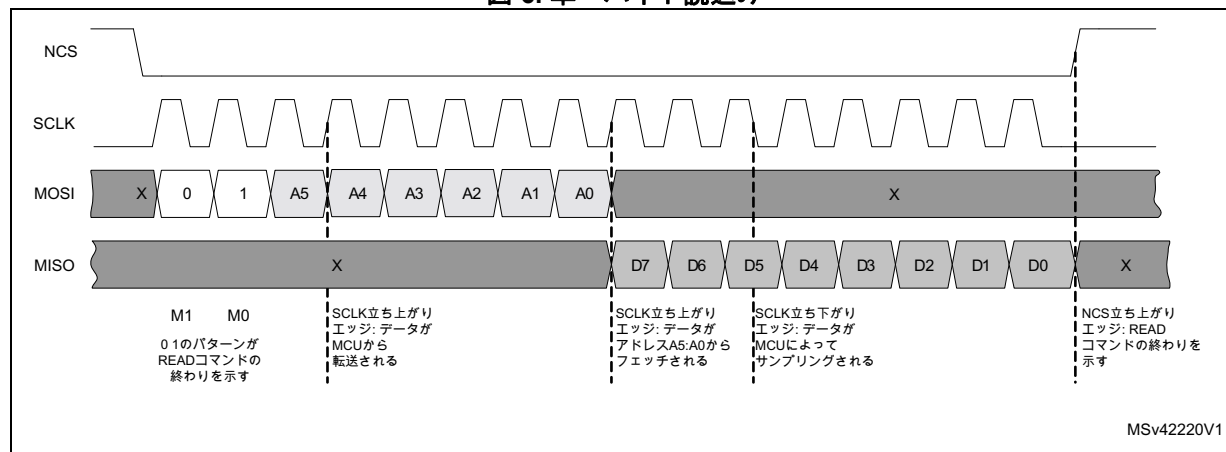 NCS
SCLK
MOSI X 0 1 A5 A4 A3 A2 A1 A0 X
MISO X D7 D6 D5 D4 D3 D2 D1 D0 X
M1 M0
0 1のパターンが
READコマンドの
終わりを示す
SCLK立ち上がり
エッジ: データが
MCUから
転送される
SCLK立ち上がり
エッジ: データが
アドレスA5:A0から
フェッチされる
SCLK立ち下がり
エッジ: データが
MCUによって
サンプリングされる
NCS立ち上がり
エッジ: READ
コマンドの終わりを
示す
MSv42220V1